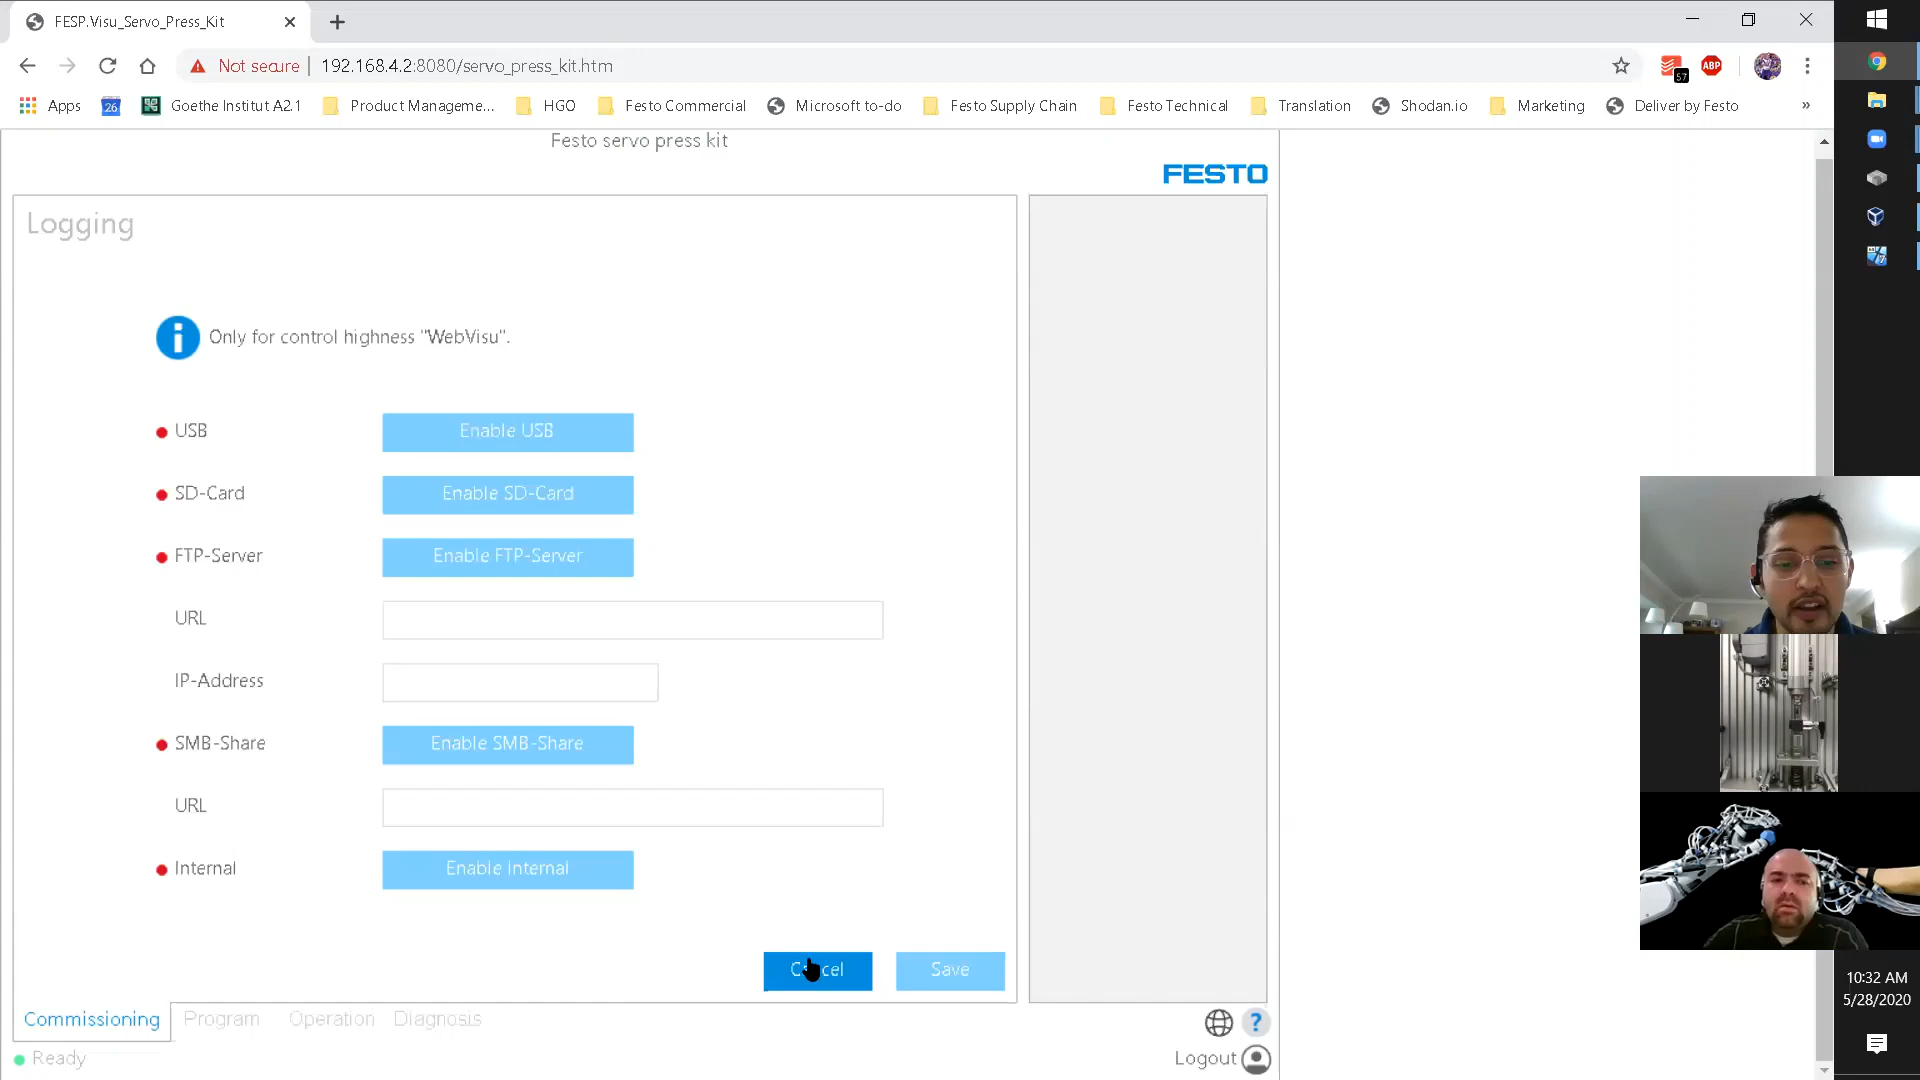 FESP.Visu_Servo_Press_Kit
Not secure
192.168.4.2:8080/servo_press_kit.htm
57
ABP
Apps
26
Goethe Institut A2.1
Product Manageme...
HGO
Festo Commercial
Microsoft to-do
Festo Supply Chain
Festo Technical
Translation
Shodan.io
Marketing
Deliver by Festo
»
Festo servo press kit
FESTO
Logging
Only for control highness "WebVisu".
USB
Enable USB
SD-Card
Enable SD-Card
FTP-Server
Enable FTP-Server
URL
IP-Address
SMB-Share
Enable SMB-Share
URL
Internal
Enable Internal
Cancel
Save
Commissioning
Program
Operation
Diagnosis
?
Ready
Logout
10:32 AM
5/28/2020